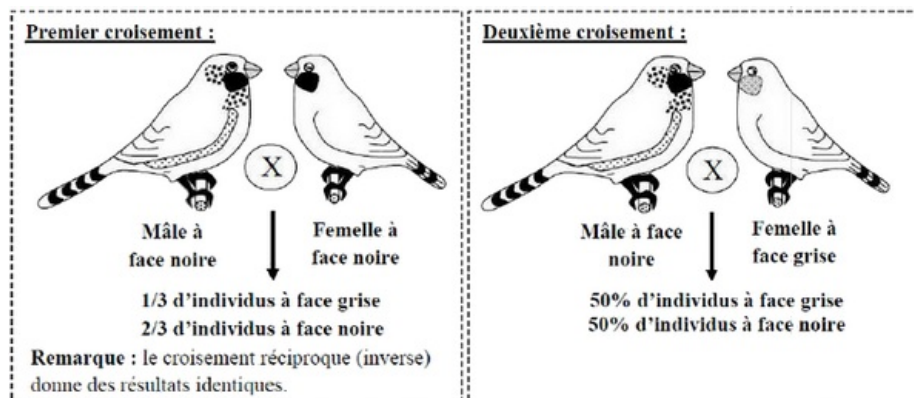 Premier croisement :
X
Mâle à
face noire
Femelle à
face noire
1/3 d'individus à face grise
2/3 d'individus à face noire
Remarque : le croisement réciproque (inverse)
donne des résultats identiques.
Deuxième croisement :
X
Mâle à face
noire
Femelle à
face grise
50% d'individus à face grise
50% d'individus à face noire